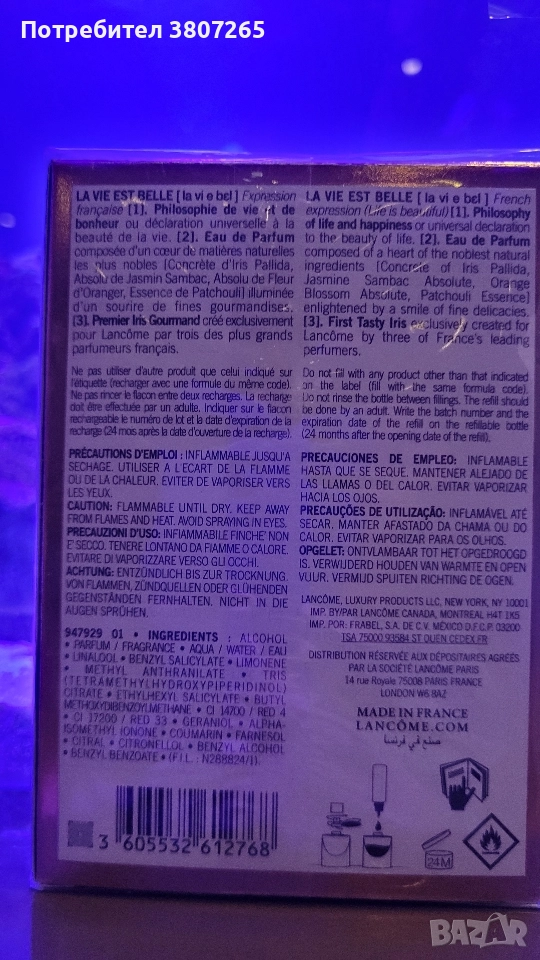 Потребител 3807265
LA VIE EST BELLE [ la vi e bɛl ] Expression
française [1]. Philosophie de vie et de
bonheur ou déclaration universelle à la
beauté de la vie. [2]. Eau de Parfum
composée d'un cœur de matières naturelles
les plus nobles [Concrète d'Iris Pallida,
Absolu de Jasmin Sambac, Absolu de Fleur
d'Oranger, Essence de Patchouli] illuminée
d'un sourire de fines gourmandises.
[3]. Premier Iris Gourmand créé exclusivement
pour Lancôme par trois des plus grands
parfumeurs français.
Ne pas utiliser d'autre produit que celui indiqué sur
l'étiquette (recharger avec une formule du même code).
Ne pas rincer le flacon entre deux recharges. La recharge
doit être effectuée par un adulte. Indiquer sur le flacon
rechargeable le numéro de lot et la date d'expiration de la
recharge (24 mois après la date d'ouverture de la recharge).
PRÉCAUTIONS D'EMPLOI : INFLAMMABLE JUSQU'A
SECHAGE. UTILISER A L'ECART DE LA FLAMME
OU DE LA CHALEUR. EVITER DE VAPORISER VERS
LES YEUX.
CAUTION: FLAMMABLE UNTIL DRY. KEEP AWAY
FROM FLAMES AND HEAT. AVOID SPRAYING IN EYES.
PRECAUZIONI D'USO: INFIAMMABILE FINCHE' NON
E' SECCO. TENERE LONTANO DA FIAMME O CALORE.
EVITARE DI VAPORIZZARE VERSO GLI OCCHI.
ACHTUNG: ENTZÜNDLICH BIS ZUR TROCKNUNG.
VON FLAMMEN, ZÜNDQUELLEN ODER GLÜHENDEN
GEGENSTÄNDEN FERNHALTEN. NICHT IN DIE
AUGEN SPRÜHEN.
947929 01 • INGREDIENTS : ALCOHOL
• PARFUM / FRAGRANCE • AQUA / WATER / EAU
• LINALOOL • BENZYL SALICYLATE • LIMONENE
• METHYL ANTHRANILATE • TRIS
(TETRAMETHYLHYDROXYPIPERIDINOL)
CITRATE • ETHYLHEXYL SALICYLATE • BUTYL
METHOXYDIBENZOYLMETHANE • CI 14700 / RED 4
• CI 17200 / RED 33 • GERANIOL • ALPHA-
ISOMETHYL IONONE • COUMARIN • FARNESOL
• CITRAL • CITRONELLOL • BENZYL ALCOHOL
• BENZYL BENZOATE • (F.I.L. : N288824/1).
3 605532 612768
LA VIE EST BELLE [ la vi e bɛl ] French
expression (Life is beautiful) [1]. Philosophy
of life and happiness or universal declaration
to the beauty of life. [2]. Eau de Parfum
composed of a heart of the noblest natural
ingredients [Concrete of Iris Pallida,
Jasmine Sambac Absolute, Orange
Blossom Absolute, Patchouli Essence]
enlightened by a smile of fine delicacies.
[3]. First Tasty Iris exclusively created for
Lancôme by three of France's leading
perfumers.
Do not fill with any product other than that indicated
on the label (fill with the same formula code).
Do not rinse the bottle between fillings. The refill should
be done by an adult. Write the batch number and the
expiration date of the refill on the refillable bottle
(24 months after the opening date of the refill).
PRECAUCIONES DE EMPLEO: INFLAMABLE
HASTA QUE SE SEQUE. MANTENER ALEJADO DE
LAS LLAMAS O DEL CALOR. EVITAR VAPORIZAR
HACIA LOS OJOS.
PRECAUÇÕES DE UTILIZAÇÃO: INFLAMÁVEL ATÉ
SECAR. MANTER AFASTADO DA CHAMA OU DO
CALOR. EVITAR VAPORIZAR PARA OS OLHOS.
OPGELET: ONTVLAMBAAR TOT HET OPGEDROOGD
IS. VERWIJDERD HOUDEN VAN WARMTE EN OPEN
VUUR. VERMIJD SPUITEN RICHTING DE OGEN.
LANCÔME, LUXURY PRODUCTS LLC, NEW YORK, NY 10001
IMP. BY/PAR LANCÔME CANADA, MONTREAL H4T 1K5
IMP. POR: FRABEL, S.A. DE C.V. MÉXICO D.F. C.P. 03200
TSA 75000 93584 ST OUEN CEDEX FR
DISTRIBUTION RÉSERVÉE AUX DÉPOSITAIRES AGRÉÉS
PAR LA SOCIÉTÉ LANCÔME PARIS
14 rue Royale 75008 PARIS FRANCE
LONDON W6 8AZ
MADE IN FRANCE
LANCOME.COM
صنع في فرنسا
24M
BAZAR